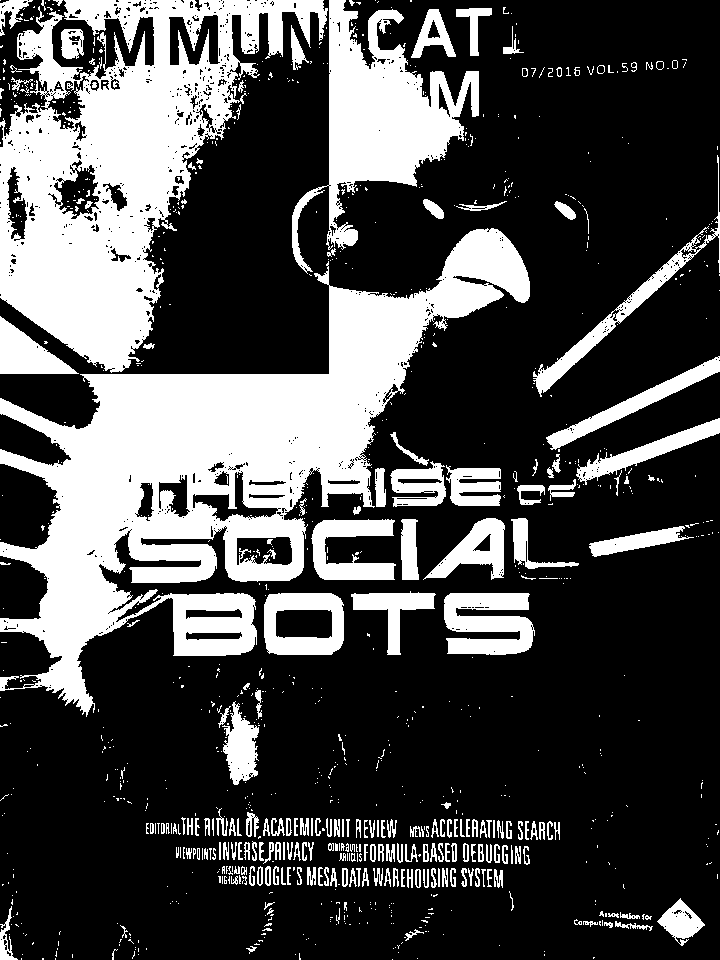 COMMUNICAT
CACM.ACM.ORG
M
07/2016 VOL.59 NO.07
THE RISE OF
SOCIAL
BOTS
EDITORIAL THE RITUAL OF ACADEMIC-UNIT REVIEW NEWS ACCELERATING SEARCH
VIEWPOINTS INVERSE PRIVACY CONTRIBUTED ARTICLES FORMULA-BASED DEBUGGING
RESEARCH HIGHLIGHTS GOOGLE'S MESA DATA WAREHOUSING SYSTEM
Association for
Computing Machinery